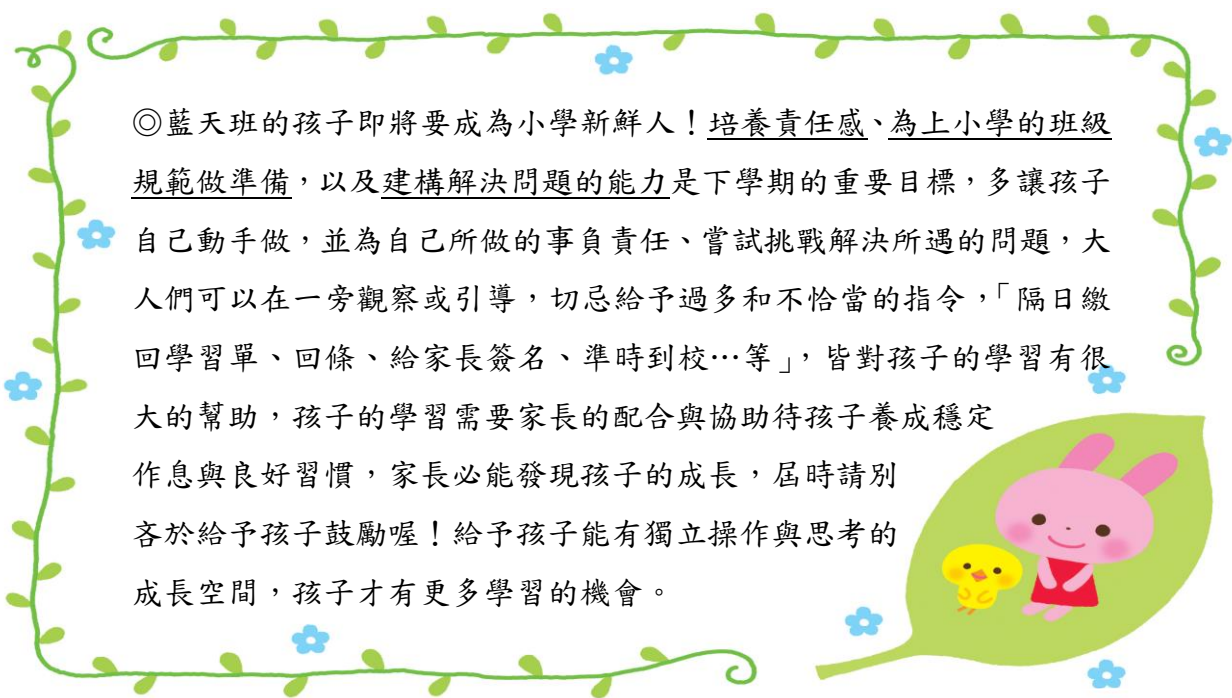 ◎藍天班的孩子即將要成為小學新鮮人！培養責任感、為上小學的班級
規範做準備，以及建構解決問題的能力是下學期的重要目標，多讓孩子
自己動手做，並為自己所做的事負責任、嘗試挑戰解決所遇的問題，大
人們可以在一旁觀察或引導，切忌給予過多和不恰當的指令，「隔日繳
回學習單、回條、給家長簽名、準時到校…等」，皆對孩子的學習有很
大的幫助，孩子的學習需要家長的配合與協助待孩子養成穩定
作息與良好習慣，家長必能發現孩子的成長，屆時請別
吝於給予孩子鼓勵喔！給予孩子能有獨立操作與思考的
成長空間，孩子才有更多學習的機會。